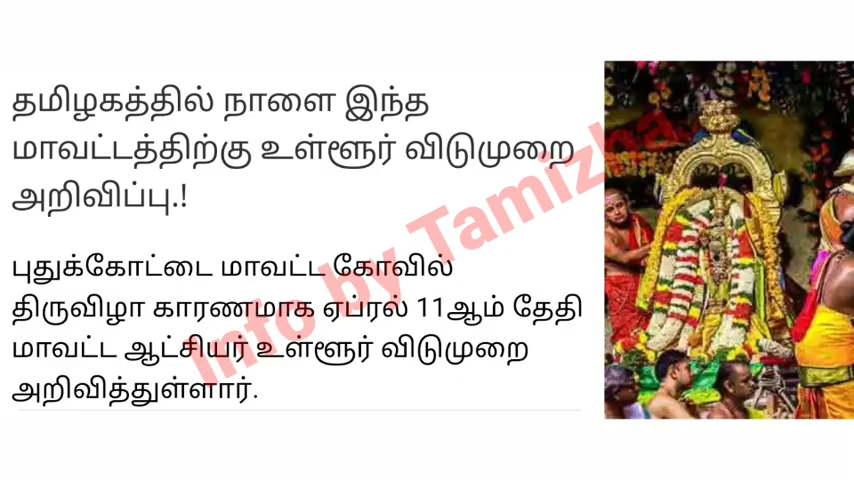 தமிழகத்தில் நாளை இந்த
மாவட்டத்திற்கு உள்ளூர் விடுமுறை
அறிவிப்பு.!
புதுக்கோட்டை மாவட்ட கோவில்
திருவிழா காரணமாக ஏப்ரல் 11ஆம் தேதி
மாவட்ட ஆட்சியர் உள்ளூர் விடுமுறை
அறிவித்துள்ளார்.
Info by Tamizha